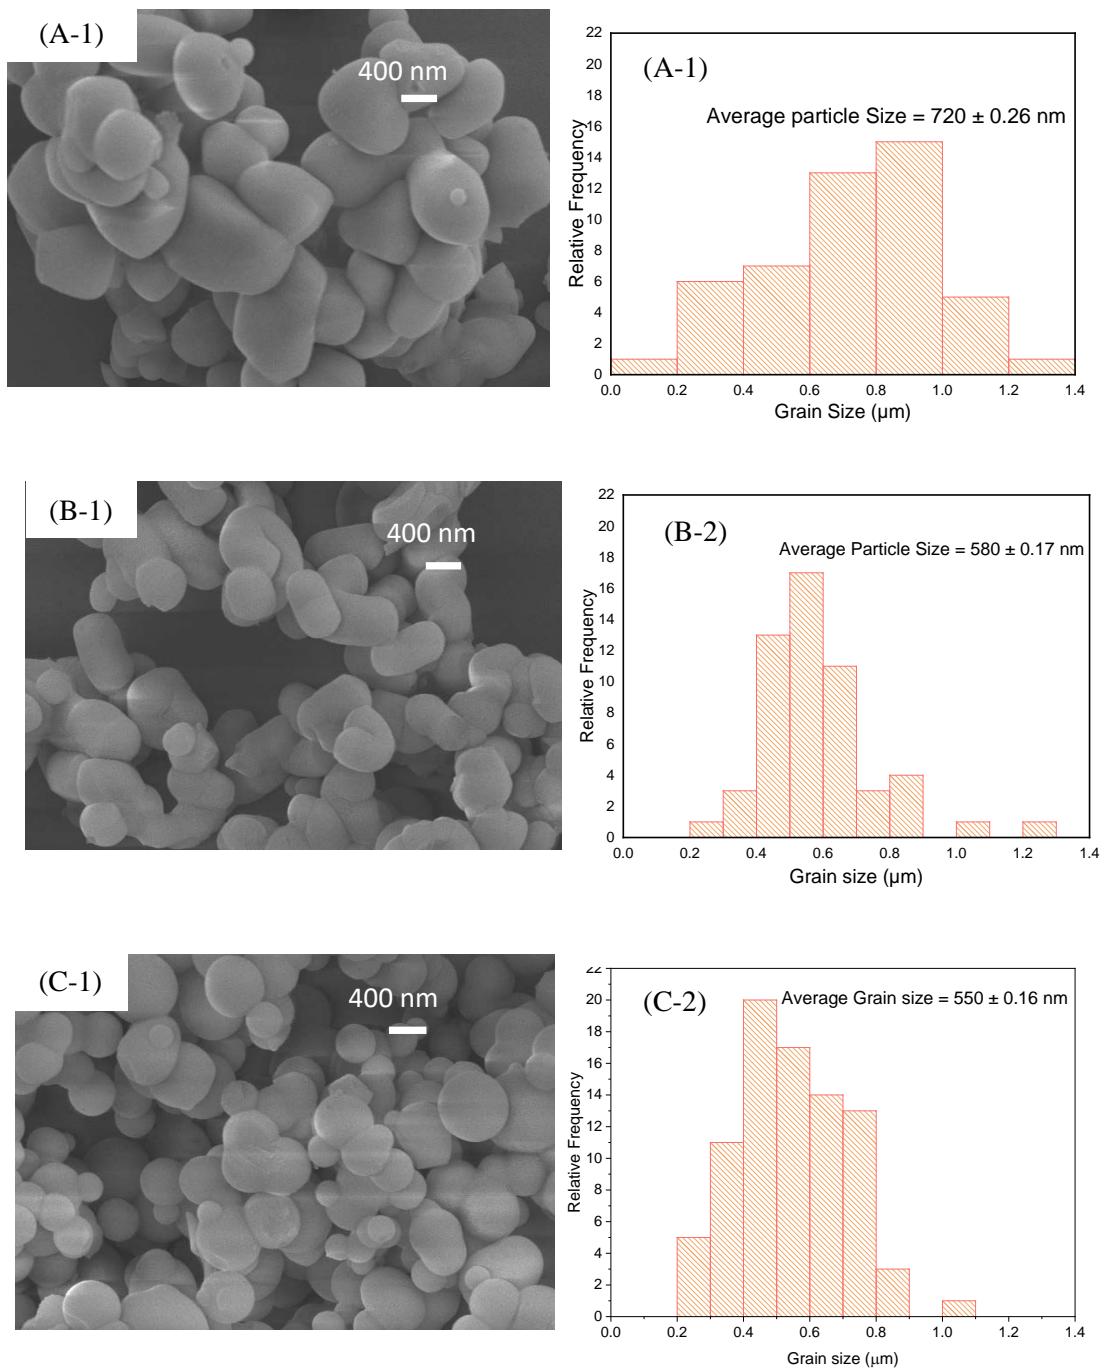 (A-1)
400 nm
(A-1)
Average particle Size = 720 ± 0.26 nm
Relative Frequency
22
20
18
16
14
12
10
8
6
4
2
0
0.0 0.2 0.4 0.6 0.8 1.0 1.2 1.4
Grain Size (µm)
(B-1)
400 nm
(B-2)
Average Particle Size = 580 ± 0.17 nm
Relative Frequency
22
20
18
16
14
12
10
8
6
4
2
0
0.0 0.2 0.4 0.6 0.8 1.0 1.2 1.4
Grain size (µm)
(C-1)
400 nm
(C-2)
Average Grain size = 550 ± 0.16 nm
Relative Frequency
22
20
18
16
14
12
10
8
6
4
2
0
0.0 0.2 0.4 0.6 0.8 1.0 1.2 1.4
Grain size (µm)